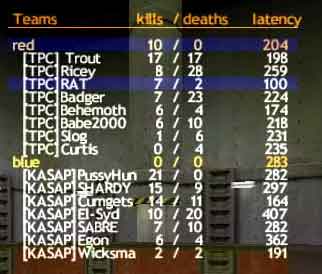 Teams kills / deaths latency
red 10 / 0 204
[TPC] Trout 17 / 17 198
[TPC] Ricey 8 / 28 259
[TPC] RAT 7 / 2 100
[TPC] Badger 7 / 23 224
[TPC] Behemoth 6 / 4 174
[TPC] Babe2000 6 / 10 218
[TPC] Slog 1 / 6 231
[TPC] Curtis 0 / 4 235
blue 0 / 0 283
[KASAP]PussyHun 21 / 0 282
[KASAP]SHARDY 15 / 9 297
[KASAP]Cumgets 14 / 11 164
[KASAP]El-Syd 10 / 20 407
[KASAP]SABRE 7 / 10 282
[KASAP]Egon 6 / 4 362
[KASAP]Wicksma 2 / 2 191